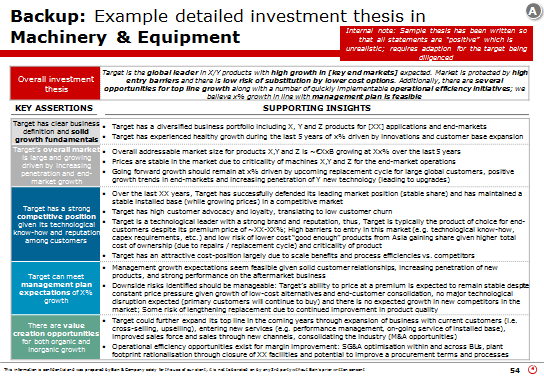 Backup: Example detailed investment thesis in
Machinery & Equipment
A
Internal note: Sample thesis has been written so
that all statements are "positive" which is
unrealistic; requires adaption for the target being
diligenced
Overall investment
thesis
Target is the global leader in X/Y products with high growth in [key end markets] expected. Market is protected by high
entry barriers and there is low risk of substitution by lower cost options. Additionally, there are several
opportunities for top line growth along with a number of quickly implementable operational efficiency initiatives; we
believe x% growth in line with management plan is feasible
KEY ASSERTIONS
SUPPORTING INSIGHTS
Target has clear business
definition and solid
growth fundamentals
• Target has a diversified business portfolio including X, Y and Z products for [XX] applications and end-markets
• Target has experienced healthy growth during the last 5 years of x% driven by innovations and customer base expansion
Target's overall market
is large and growing
driven by increasing
penetration and end-
market growth
• Overall addressable market size for products X,Y and Z is ~€XxB growing at Xx% over the last 5 years
• Prices are stable in the market due to criticality of machines X,Y and Z for the end-market operations
• Going forward growth should remain at x% driven by upcoming replacement cycle for large global customers, positive
growth trends in end-markets and increasing penetration of Y new technology (leading to upgrades)
Target has a strong
competitive position
given its technological
know-how and reputation
among customers
• Over the last XX years, Target has successfully defended its leading market position (stable share) and has maintained a
stable installed base (while growing prices) in a competitive market
• Target has high customer advocacy and loyalty, translating to low customer churn
• Target is a technological leader with a strong brand and reputation, thus, Target is typically the product of choice for end-
customers despite its premium price of ~XX-XX%; High barriers to entry in this market (e.g. technological know-how,
capex requirements, etc.) and low risk of lower cost"good enough" products from Asia gaining share given higher total
cost of ownership (due to repairs / replacement cycle) and criticality of product
• Target has an attractive cost-position largely due to scale benefits and process efficiencies vs. competitors
Target can meet
management plan
expectations of X%
growth
• Management growth expectations seem feasible given solid customer relationships, increasing penetration of new
products, and strong performance on the aftermarket business
• Downside risks identified should be manageable: Target's ability to price at a premium is expected to remain stable despite
constant price pressure given growth of low-cost alternatives and end-customer consolidation, no major technological
disruption expected (primary customers will continue to buy) and there is no expected growth in new competitors in the
market; Some risk of lengthening replacement due to continued improvement in product quality
There are value
creation opportunities
for both organic and
inorganic growth
• Target could further expand its top line in the coming years through expansion of business with current customers (i.e.
cross-selling, upselling), entering new services (e.g. performance management, on-going service of installed base),
improved sales force and sales through new channels, consolidating the industry (M&A opportunities)
• Operational efficiency opportunities exist for margin improvement: SG&A optimisation within and across BUs, plant
footprint rationalisation through closure of XX facilities and potential to improve a procurement terms and processes
This information is confidential and was prepared by Bain & Company solely for the use of our client; it is not to be relied on by any 3rd party without Bain's prior written consent
54